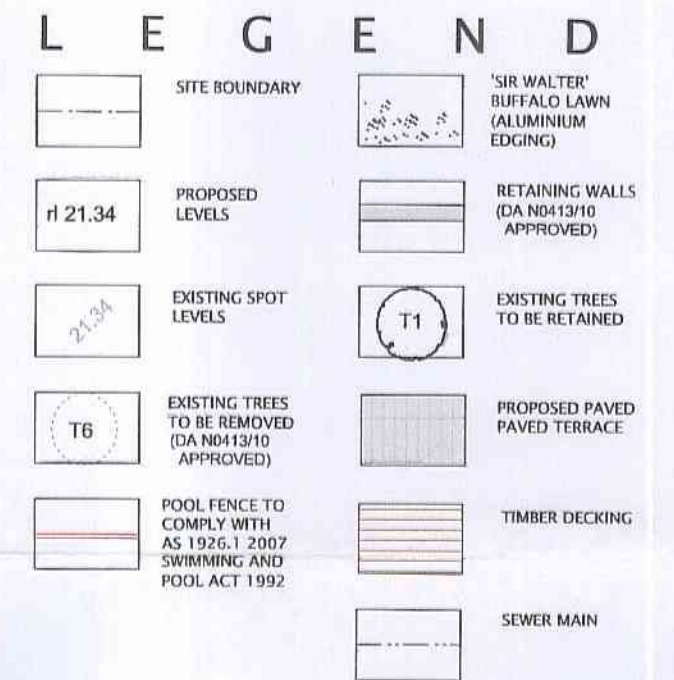 L E G E N D
SITE BOUNDARY
rl 21.34
PROPOSED
LEVELS
21.34
EXISTING SPOT
LEVELS
T6
EXISTING TREES
TO BE REMOVED
(DA N0413/10
APPROVED)
POOL FENCE TO
COMPLY WITH
AS 1926.1 2007
SWIMMING AND
POOL ACT 1992
'SIR WALTER'
BUFFALO LAWN
(ALUMINIUM
EDGING)
RETAINING WALLS
(DA N0413/10
APPROVED)
T1
EXISTING TREES
TO BE RETAINED
PROPOSED PAVED
PAVED TERRACE
TIMBER DECKING
SEWER MAIN